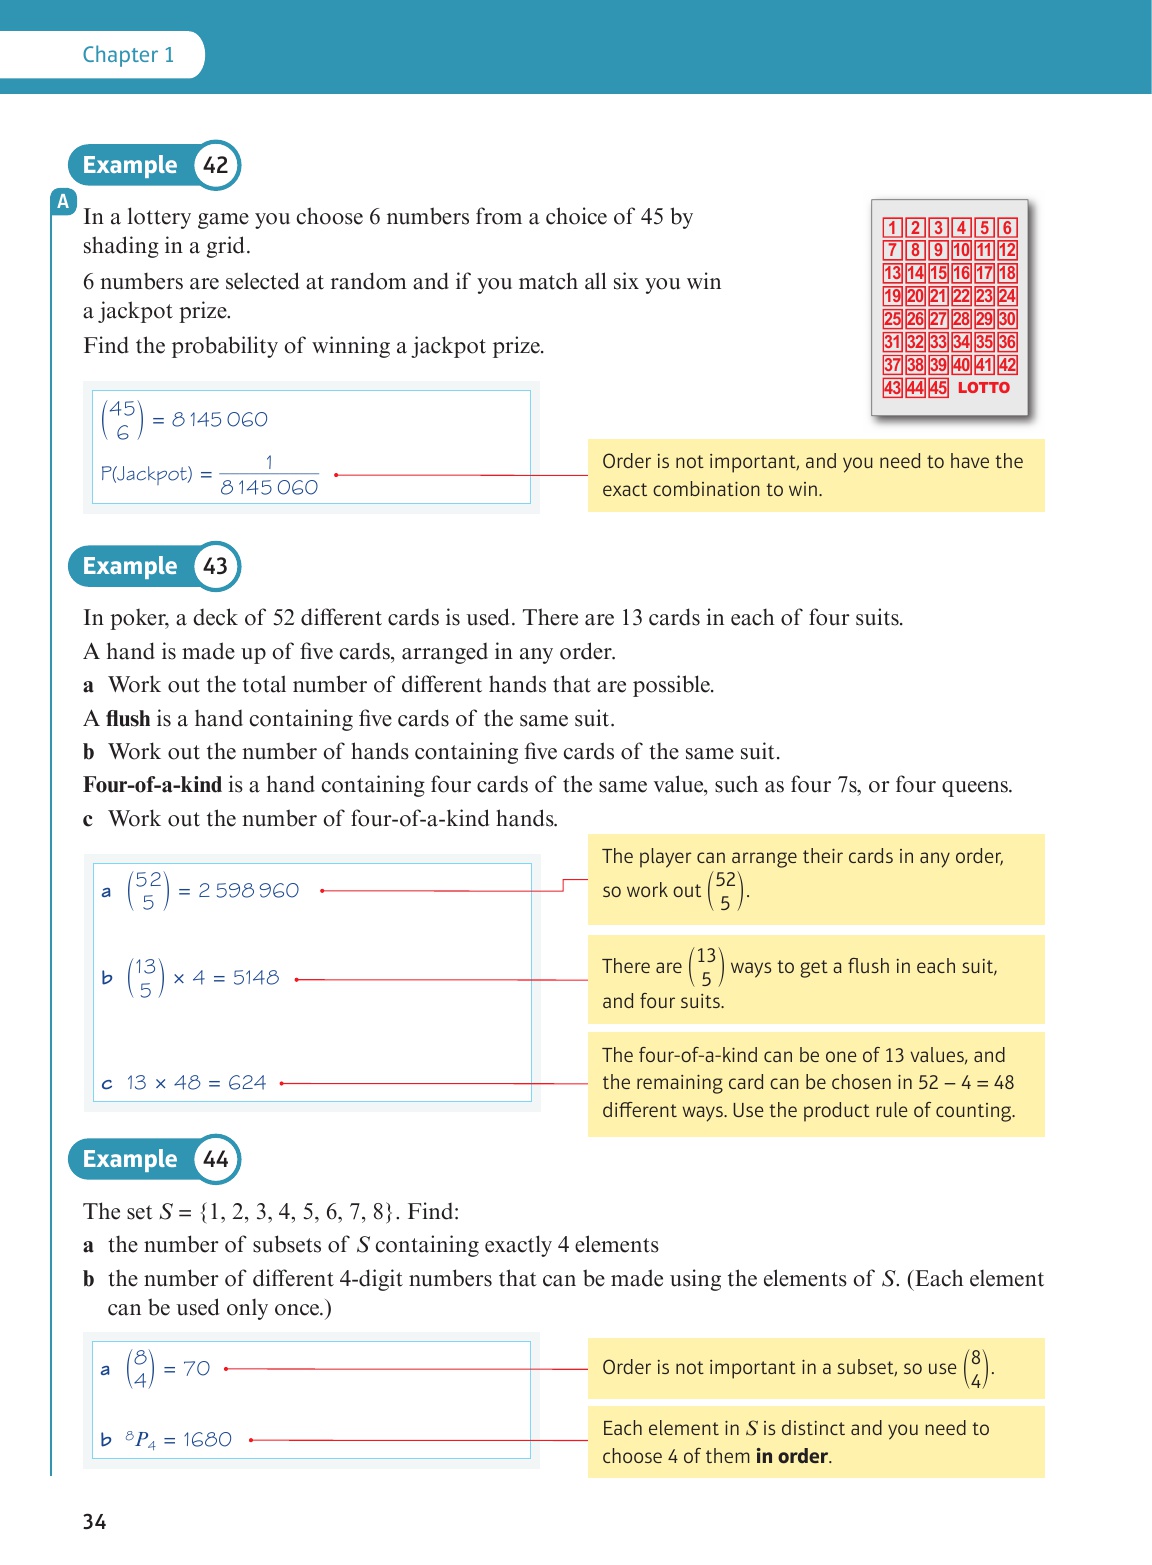 Chapter 1
Example 42
A
In a lottery game you choose 6 numbers from a choice of 45 by
shading in a grid.
6 numbers are selected at random and if you match all six you win
a jackpot prize.
Find the probability of winning a jackpot prize.
1 2 3 4 5 6
7 8 9 10 11 12
13 14 15 16 17 18
19 20 21 22 23 24
25 26 27 28 29 30
31 32 33 34 35 36
37 38 39 40 41 42
43 44 45 LOTTO
(45
6) = 8 145 060
P(Jackpot) = 1
8 145 060
Order is not important, and you need to have the
exact combination to win.
Example 43
In poker, a deck of 52 different cards is used. There are 13 cards in each of four suits.
A hand is made up of five cards, arranged in any order.
a Work out the total number of different hands that are possible.
A flush is a hand containing five cards of the same suit.
b Work out the number of hands containing five cards of the same suit.
Four-of-a-kind is a hand containing four cards of the same value, such as four 7s, or four queens.
c Work out the number of four-of-a-kind hands.
a (52
5) = 2 598 960
The player can arrange their cards in any order,
so work out (52
5).
b (13
5) × 4 = 5148
There are (13
5) ways to get a flush in each suit,
and four suits.
c 13 × 48 = 624
The four-of-a-kind can be one of 13 values, and
the remaining card can be chosen in 52 – 4 = 48
different ways. Use the product rule of counting.
Example 44
The set S = {1, 2, 3, 4, 5, 6, 7, 8}. Find:
a the number of subsets of S containing exactly 4 elements
b the number of different 4-digit numbers that can be made using the elements of S. (Each element
can be used only once.)
a (8
4) = 70
Order is not important in a subset, so use (8
4).
b ⁸P₄ = 1680
Each element in S is distinct and you need to
choose 4 of them in order.
34